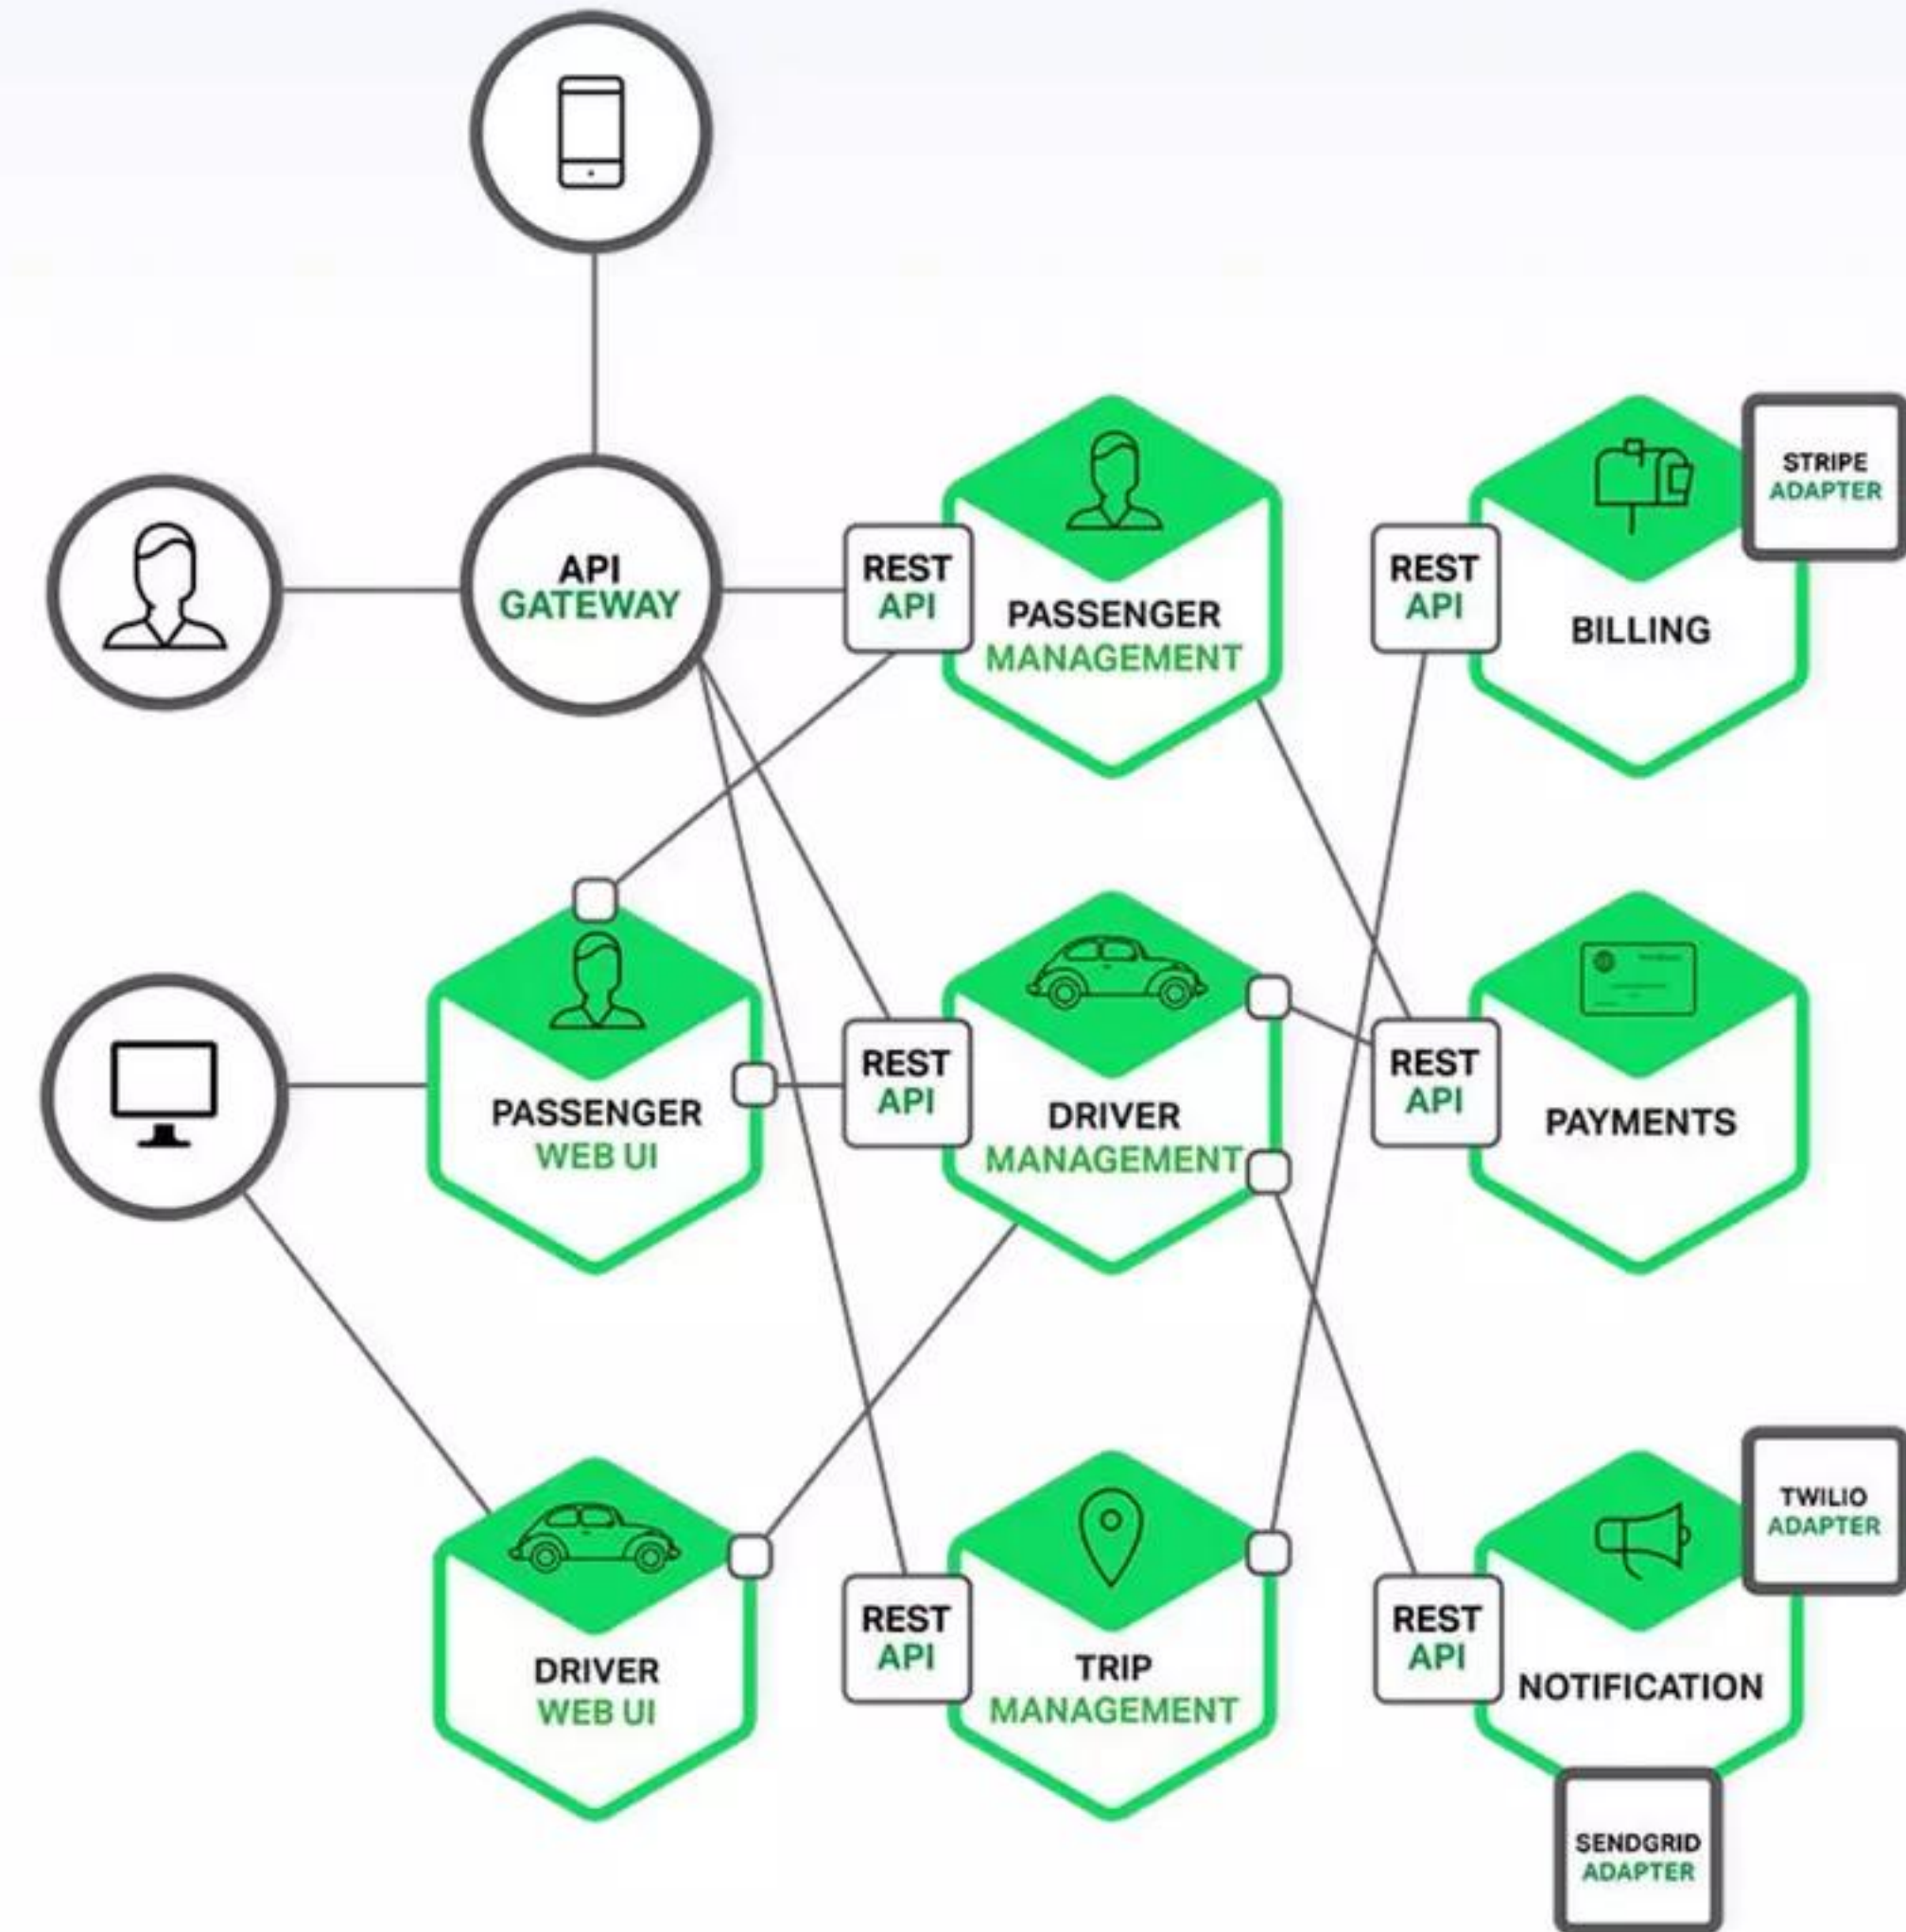 API
GATEWAY
REST
API
PASSENGER
MANAGEMENT
REST
API
BILLING
STRIPE
ADAPTER
PASSENGER
WEB UI
REST
API
DRIVER
MANAGEMENT
REST
API
PAYMENTS
DRIVER
WEB UI
REST
API
TRIP
MANAGEMENT
REST
API
NOTIFICATION
TWILIO
ADAPTER
SENDGRID
ADAPTER